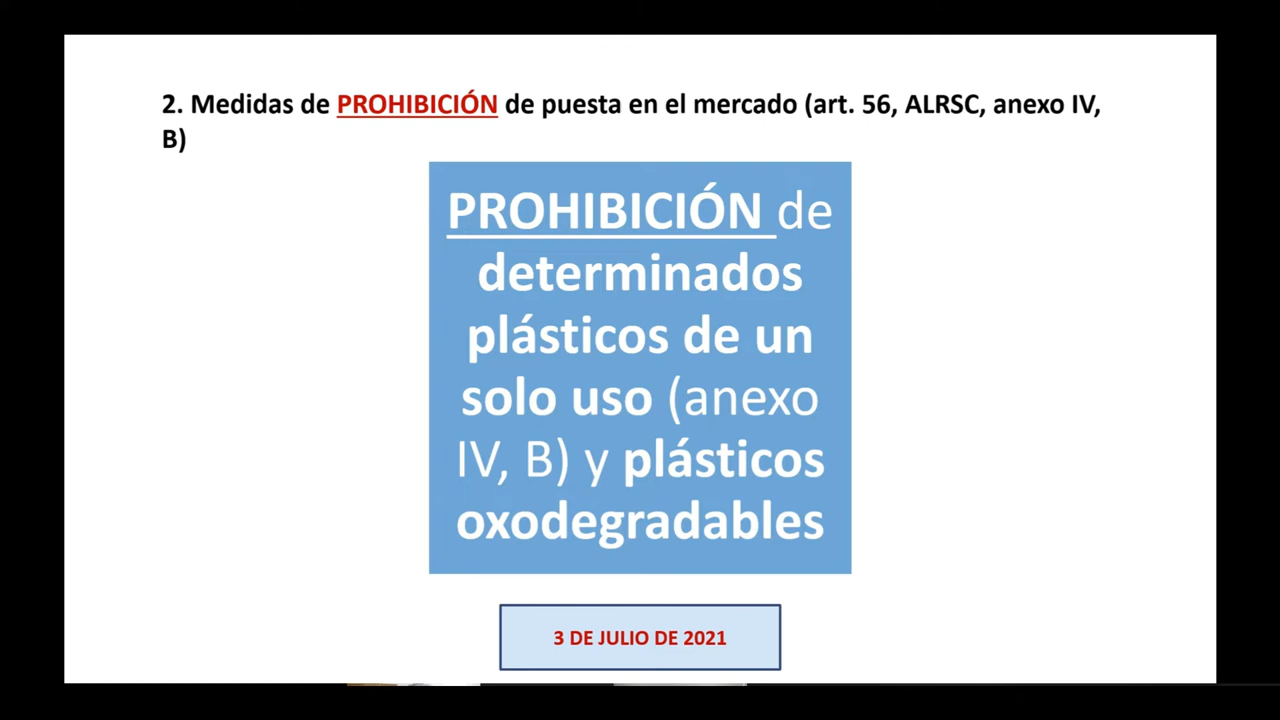 2. Medidas de PROHIBICIÓN de puesta en el mercado (art. 56, ALRSC, anexo IV,
B)
PROHIBICIÓN de
determinados
plásticos de un
solo uso (anexo
IV, B) y plásticos
oxodegradables
3 DE JULIO DE 2021